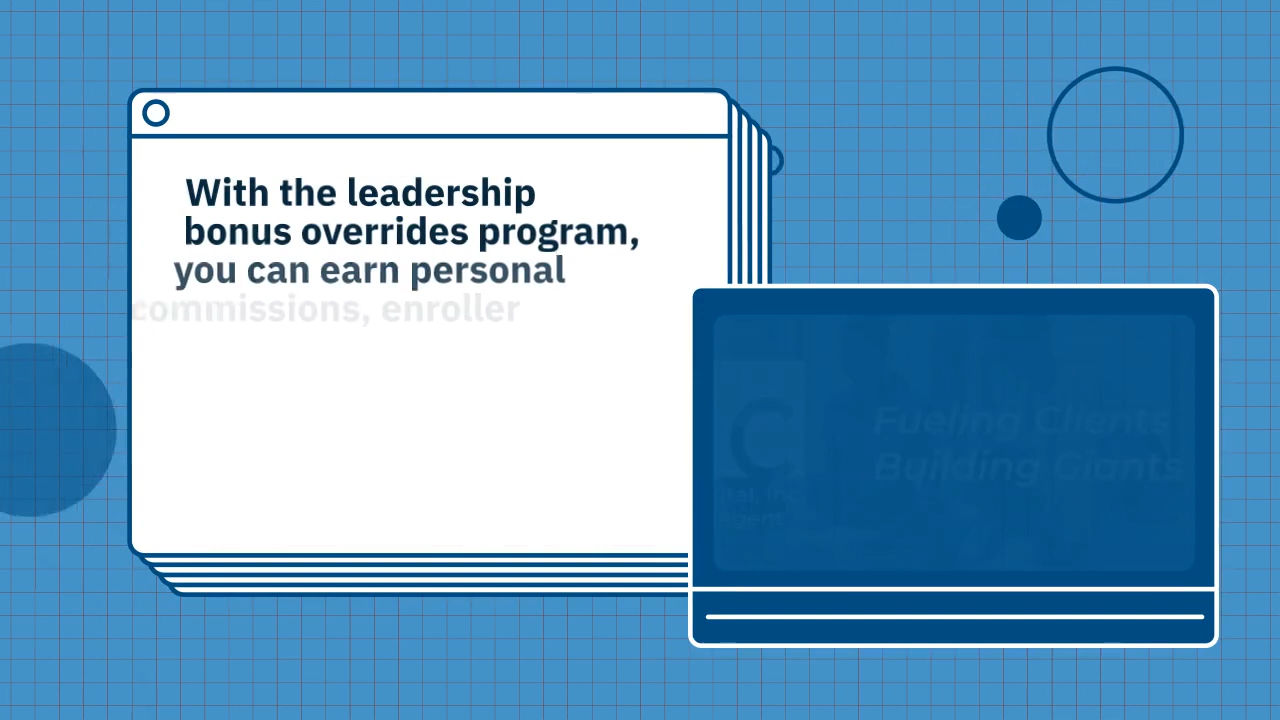 With the leadership
bonus overrides program,
you can earn personal
commissions, enroller
C
Fueling Clients
Building Giants